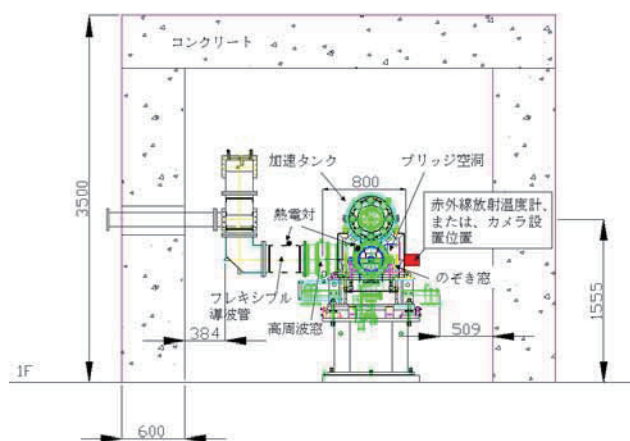 コンクリート
加速タンク
ブリッジ空洞
800
熱電対
赤外線放射温度計、
または、カメラ設
置位置
3500
のぞき窓
フレキシブル
導波管
高周波窓
384
509
1555
1F
600